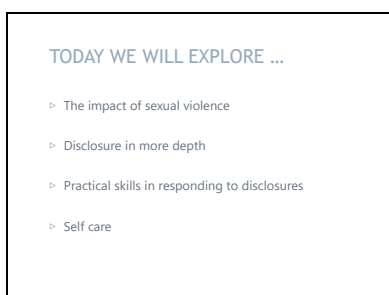 TODAY WE WILL EXPLORE ...
▷ The impact of sexual violence
▷ Disclosure in more depth
▷ Practical skills in responding to disclosures
▷ Self care